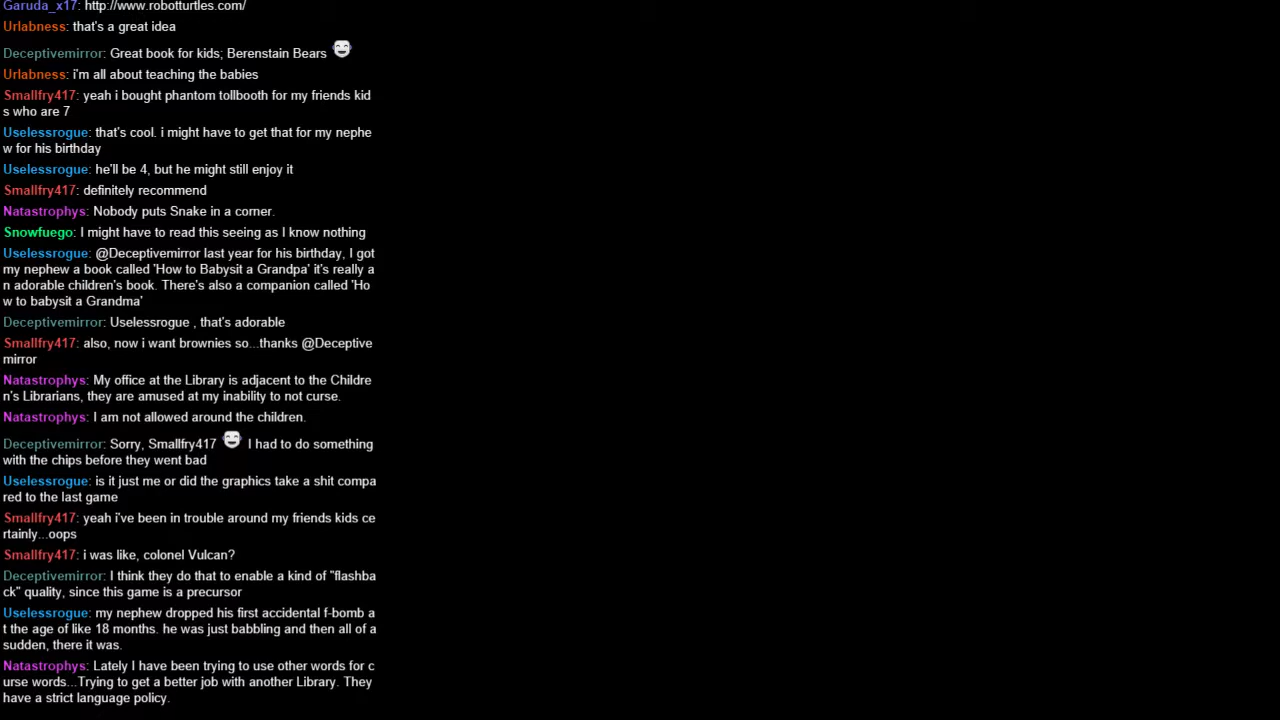 Garuda_x17: http://www.robotturtles.com/
Urlabness: that's a great idea
Deceptivemirror: Great book for kids; Berenstain Bears
Urlabness: i'm all about teaching the babies
Smallfry417: yeah i bought phantom tollbooth for my friends kid
s who are 7
Uselessrogue: that's cool. i might have to get that for my nephe
w for his birthday
Uselessrogue: he'll be 4, but he might still enjoy it
Smallfry417: definitely recommend
Natastrophys: Nobody puts Snake in a corner.
Snowfuego: I might have to read this seeing as I know nothing
Uselessrogue: @Deceptivemirror last year for his birthday, I got
my nephew a book called 'How to Babysit a Grandpa' it's really a
n adorable children's book. There's also a companion called 'Ho
w to babysit a Grandma'
Deceptivemirror: Uselessrogue , that's adorable
Smallfry417: also, now i want brownies so...thanks @Deceptive
mirror
Natastrophys: My office at the Library is adjacent to the Childre
n's Librarians, they are amused at my inability to not curse.
Natastrophys: I am not allowed around the children.
Deceptivemirror: Sorry, Smallfry417 I had to do something
with the chips before they went bad
Uselessrogue: is it just me or did the graphics take a shit compa
red to the last game
Smallfry417: yeah i've been in trouble around my friends kids ce
rtainly...oops
Smallfry417: i was like, colonel Vulcan?
Deceptivemirror: I think they do that to enable a kind of "flashba
ck" quality, since this game is a precursor
Uselessrogue: my nephew dropped his first accidental f-bomb a
t the age of like 18 months. he was just babbling and then all of a
sudden, there it was.
Natastrophys: Lately I have been trying to use other words for c
urse words...Trying to get a better job with another Library. They
have a strict language policy.